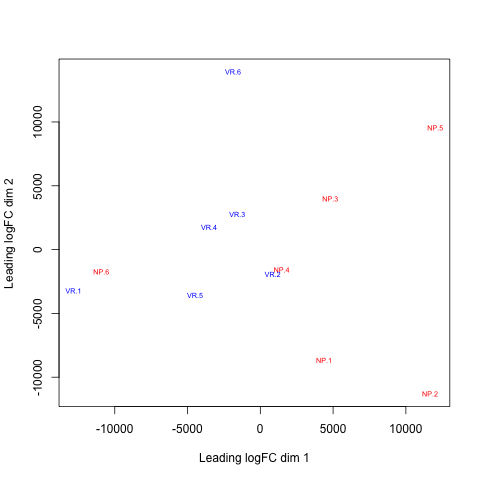 VR.6
NP.5
NP.3
VR.3
VR.4
NP.4
NP.6
VR.2
VR.1
VR.5
NP.1
NP.2
10000
5000
0
-5000
-10000
Leading logFC dim 2
-10000 -5000 0 5000 10000
Leading logFC dim 1